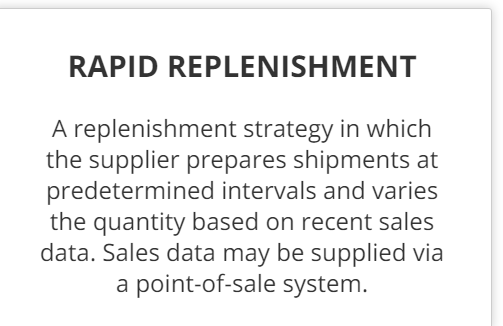 RAPID REPLENISHMENT
A replenishment strategy in which
the supplier prepares shipments at
predetermined intervals and varies
the quantity based on recent sales
data. Sales data may be supplied via
a point-of-sale system.